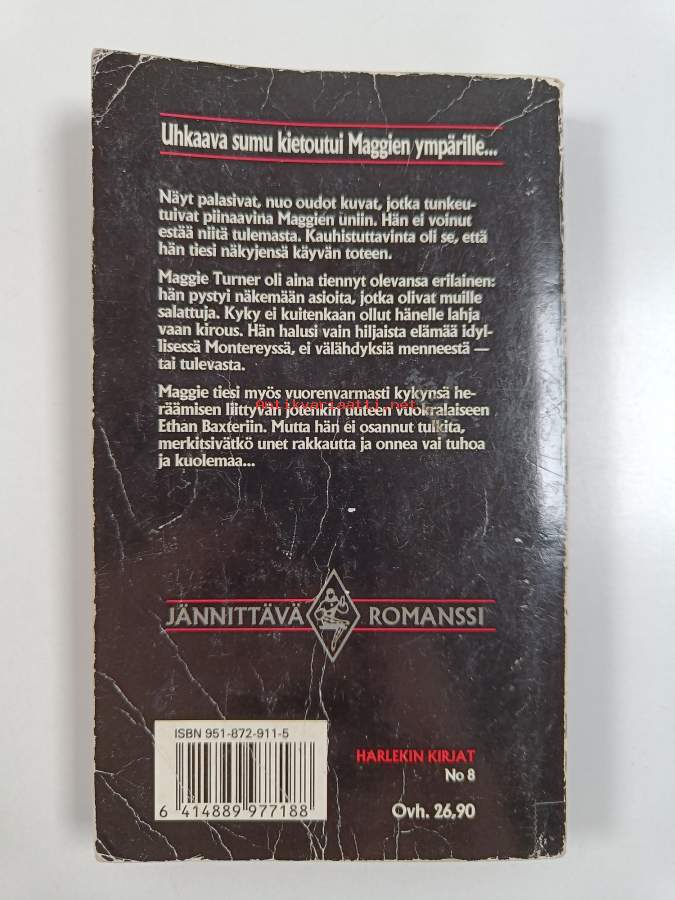 Uhkaava sumu kietoutui Maggien ympärille...
Näyt palasivat, nuo oudot kuvat, jotka tunkeu-
tuivat piinaavina Maggien uniin. Hän ei voinut
estää niitä tulemasta. Kauhistuttavinta oli se, että
hän tiesi näkyjensä käyvän toteen.
Maggie Turner oli aina tiennyt olevansa erilainen:
hän pystyi näkemään asioita, jotka olivat muille
salattuja. Kyky ei kuitenkaan ollut hänelle lahja
vaan kirous. Hän halusi vain hiljaista elämää idyl-
lisessä Montereyssä, ei välähdyksiä menneestä —
tai tulevasta.
Maggie tiesi myös vuorenvarmasti kykynsä he-
räämisen liittyvän jotenkin uuteen vuokralaiseen
Antikvariaatti.net
Ethan Baxteriin. Mutta hän ei osannut tulkita,
merkitsivätkö unet rakkautta ja onnea vai tuhoa
ja kuolemaa...
JÄNNITTÄVÄ ROMANSSI
ISBN 951-872-911-5
6 414889 977188
HARLEKIN KIRJAT
No 8
Ovh. 26,90